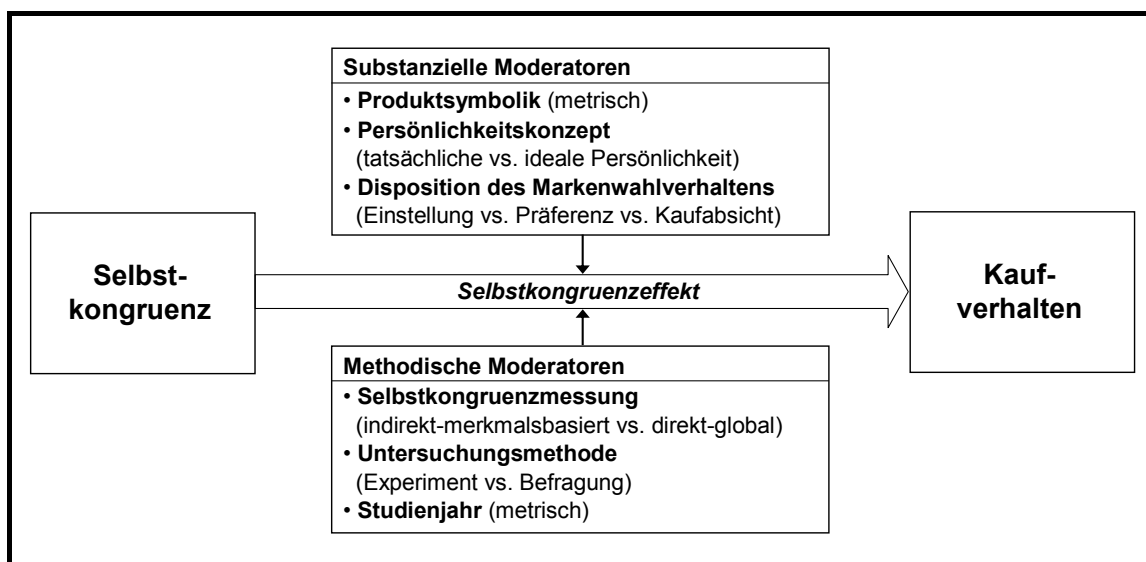 Substanzielle Moderatoren
• Produktsymbolik (metrisch)
• Persönlichkeitskonzept
(tatsächliche vs. ideale Persönlichkeit)
• Disposition des Markenwahlverhaltens
(Einstellung vs. Präferenz vs. Kaufabsicht)
Selbst-
kongruenz
Selbstkongruenzeffekt
Kauf-
verhalten
Methodische Moderatoren
• Selbstkongruenzmessung
(indirekt-merkmalsbasiert vs. direkt-global)
• Untersuchungsmethode
(Experiment vs. Befragung)
• Studienjahr (metrisch)